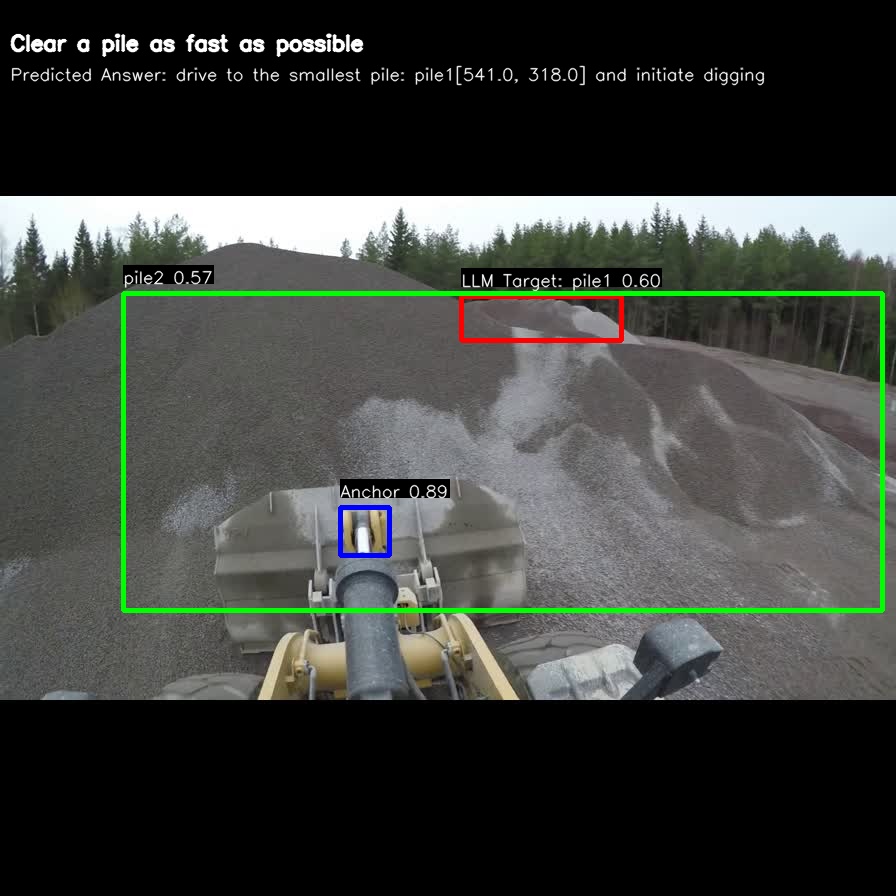 Clear a pile as fast as possible
Predicted Answer: drive to the smallest pile: pile1[541.0, 318.0] and initiate digging
pile2 0.57
LLM Target: pile1 0.60
Anchor 0.89